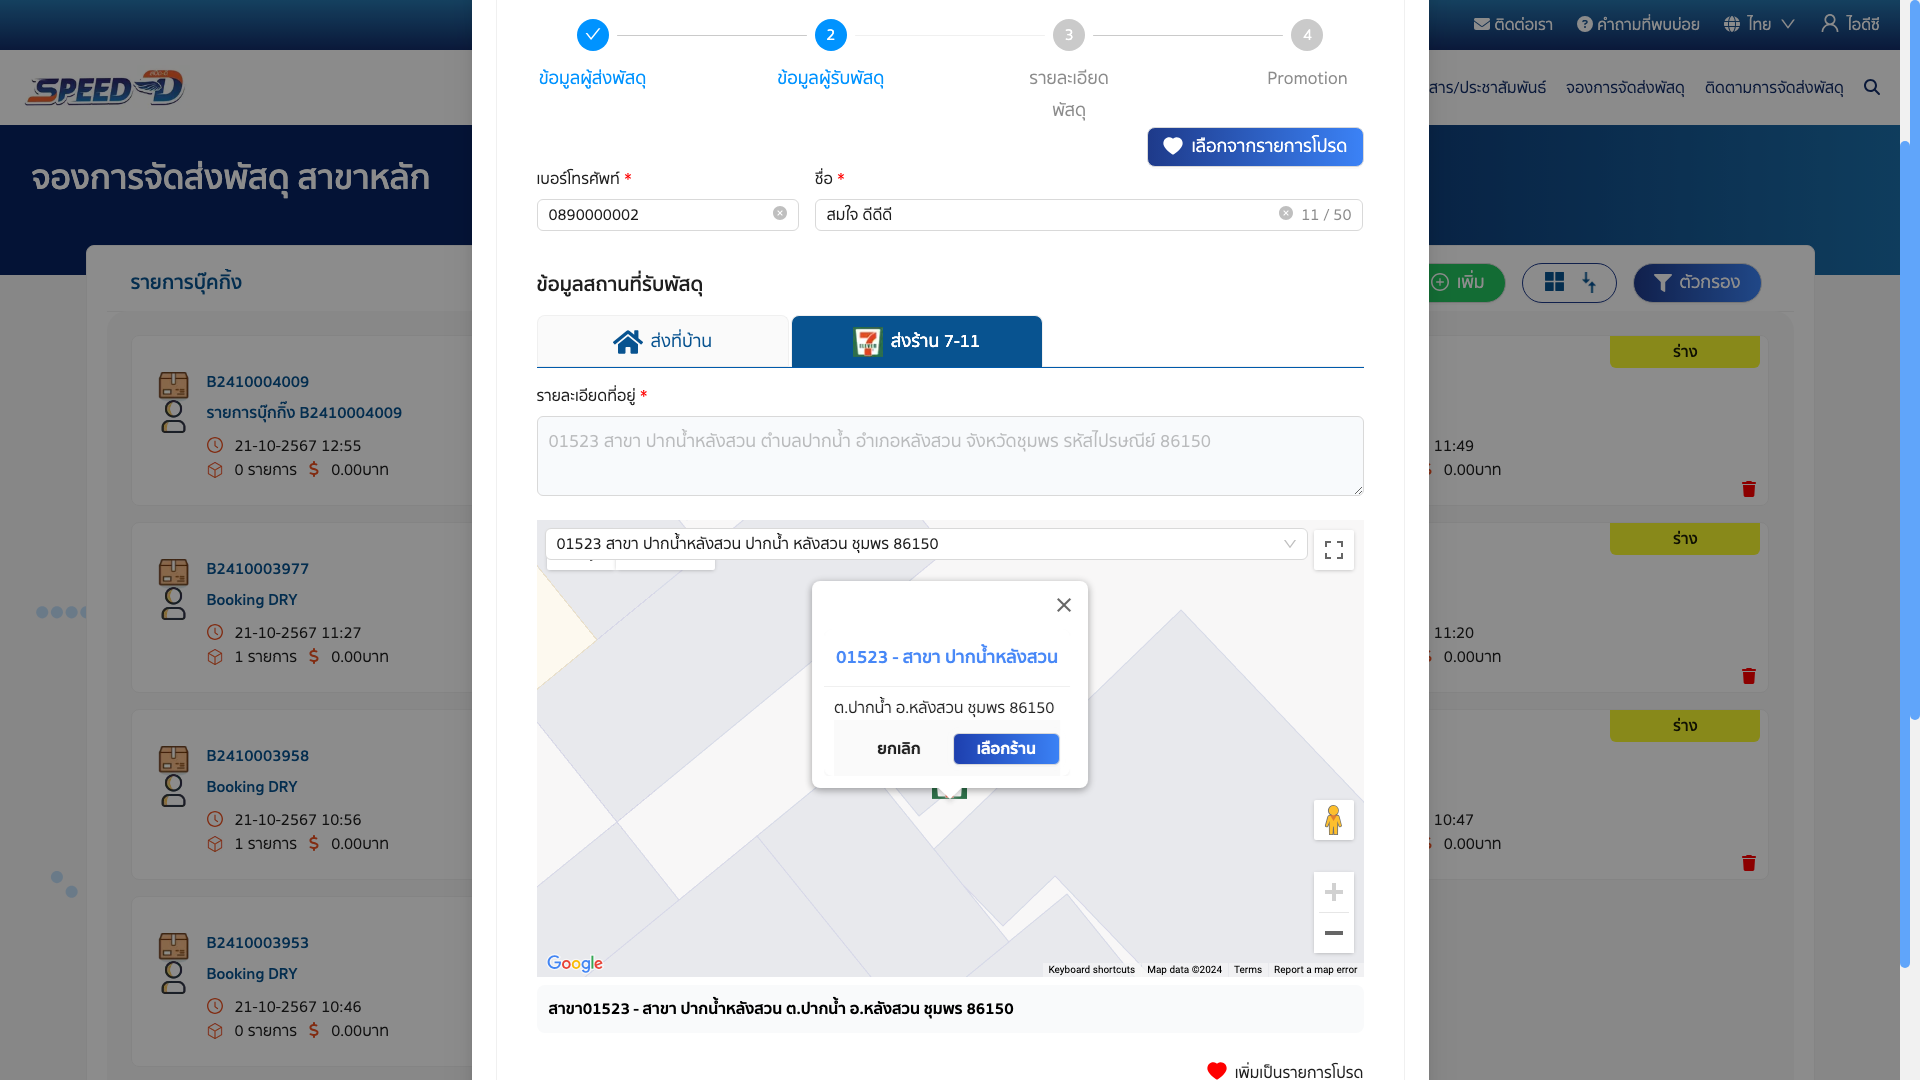 ติดต่อเรา คำถามที่พบบ่อย ไทย ไอดีซี
SPEED D
สาร/ประชาสัมพันธ์ จองการจัดส่งพัสดุ ติดตามการจัดส่งพัสดุ
จองการจัดส่งพัสดุ สาขาหลัก
2 3 4
ข้อมูลผู้ส่งพัสดุ ข้อมูลผู้รับพัสดุ รายละเอียด Promotion
พัสดุ
เลือกจากรายการโปรด
เบอร์โทรศัพท์ * ชื่อ *
0890000002 สมใจ ดีดีดี 11 / 50
ข้อมูลสถานที่รับพัสดุ
ส่งที่บ้าน ส่งร้าน 7-11
รายละเอียดที่อยู่ *
01523 สาขา ปากน้ำหลังสวน ตำบลปากน้ำ อำเภอหลังสวน จังหวัดชุมพร รหัสไปรษณีย์ 86150
01523 สาขา ปากน้ำหลังสวน ปากน้ำ หลังสวน ชุมพร 86150
01523 - สาขา ปากน้ำหลังสวน
ต.ปากน้ำ อ.หลังสวน ชุมพร 86150
ยกเลิก เลือกร้าน
Google
Keyboard shortcuts Map data ©2024 Terms Report a map error
สาขา01523 - สาขา ปากน้ำหลังสวน ต.ปากน้ำ อ.หลังสวน ชุมพร 86150
เพิ่มเป็นรายการโปรด
รายการบุ๊คกิ้ง
เพิ่ม ตัวกรอง
B2410004009
รายการบุ๊กกิ๊ง B2410004009
21-10-2567 12:55
0 รายการ $ 0.00บาท
B2410003977
Booking DRY
21-10-2567 11:27
1 รายการ $ 0.00บาท
B2410003958
Booking DRY
21-10-2567 10:56
1 รายการ $ 0.00บาท
B2410003953
Booking DRY
21-10-2567 10:46
0 รายการ $ 0.00บาท
ร่าง
11:49
0.00บาท
ร่าง
11:20
0.00บาท
ร่าง
10:47
0.00บาท